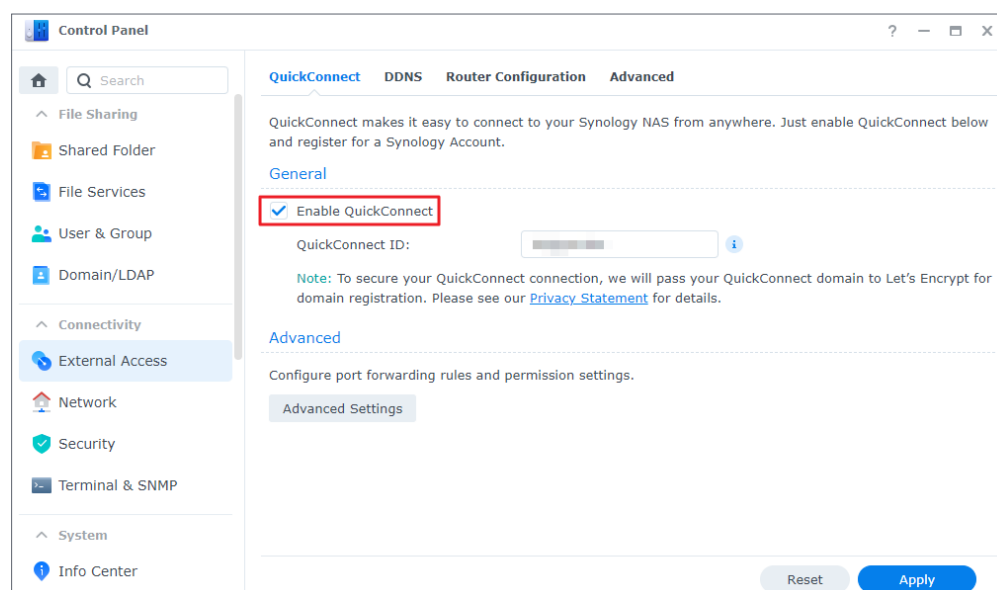 Control Panel
Search
File Sharing
Shared Folder
File Services
User & Group
Domain/LDAP
Connectivity
External Access
Network
Security
Terminal & SNMP
System
Info Center
QuickConnect DDNS Router Configuration Advanced
QuickConnect makes it easy to connect to your Synology NAS from anywhere. Just enable QuickConnect below
and register for a Synology Account.
General
Enable QuickConnect
QuickConnect ID:
Note: To secure your QuickConnect connection, we will pass your QuickConnect domain to Let's Encrypt for
domain registration. Please see our Privacy Statement for details.
Advanced
Configure port forwarding rules and permission settings.
Advanced Settings
Reset Apply